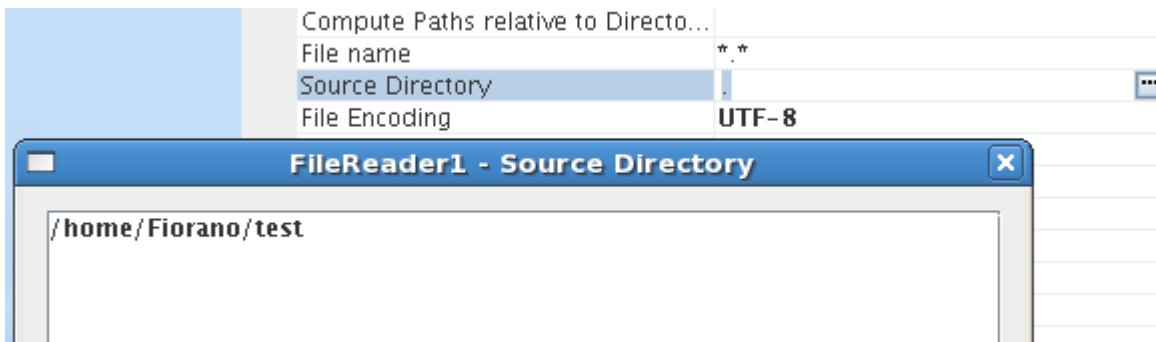 Compute Paths relative to Directo...
File name *.*
Source Directory .
File Encoding UTF-8
FileReader1 - Source Directory
/home/Fiorano/test